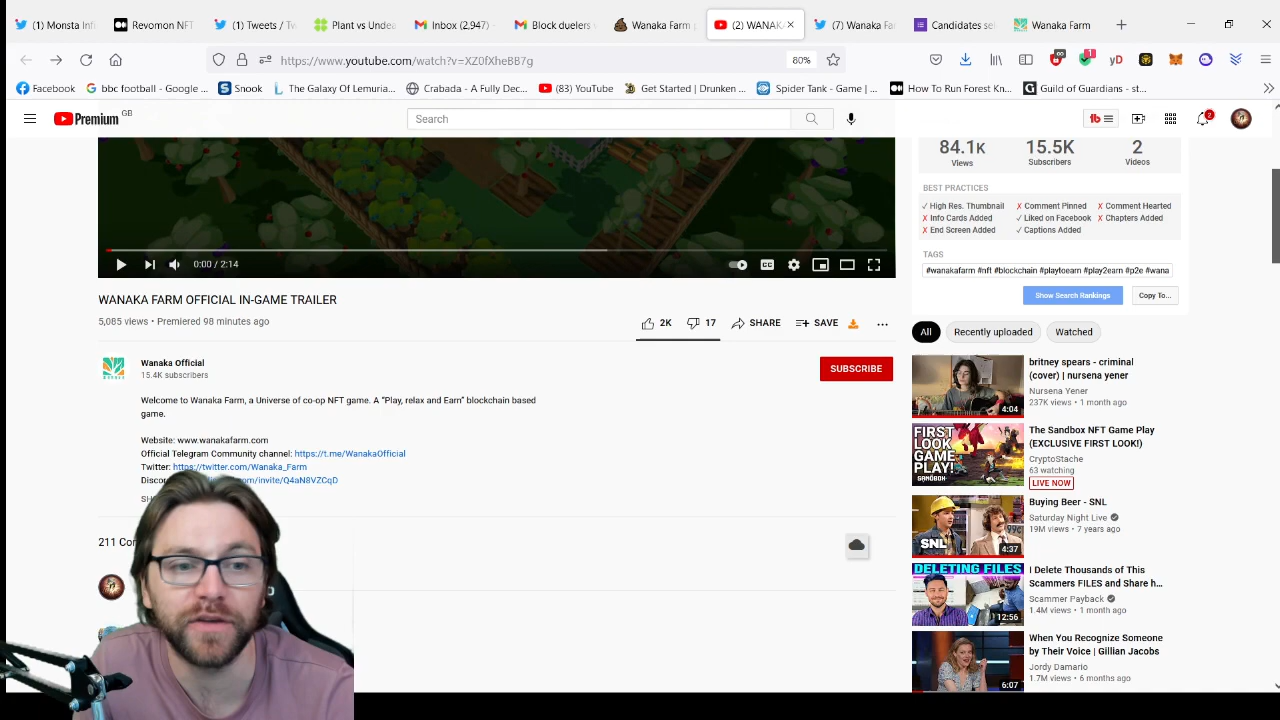 (1) Monsta Infi
Revomon NFT
(1) Tweets / Tw
Plant vs Undea
Inbox (2,947) -
Block duelers
Wanaka Farm
(2) WANAK
(7) Wanaka Far
Candidates sel
Wanaka Farm
https://www.youtube.com/watch?v=XZ0fXheBB7g
80%
Facebook
bbc football - Google ...
Snook
The Galaxy Of Lemuria...
Crabada - A Fully Dec...
(83) YouTube
Get Started | Drunken ...
Spider Tank - Game | ...
How To Run Forest Kn...
Guild of Guardians - st...
Premium GB
Search
2
84.1K
Views
15.5K
Subscribers
2
Videos
BEST PRACTICES
✓ High Res. Thumbnail
✗ Comment Pinned
✗ Comment Hearted
✗ Info Cards Added
✓ Liked on Facebook
✗ Chapters Added
✗ End Screen Added
✓ Captions Added
TAGS
#wanakafarm #nft #blockchain #playtoearn #play2earn #p2e #wana
Show Search Rankings
Copy To...
0:00 / 2:14
WANAKA FARM OFFICIAL IN-GAME TRAILER
5,085 views • Premiered 98 minutes ago
2K
17
SHARE
SAVE
Wanaka Official
15.4K subscribers
SUBSCRIBE
Welcome to Wanaka Farm, a Universe of co-op NFT game. A “Play, relax and Earn” blockchain based
game.
Website: www.wanakafarm.com
Official Telegram Community channel: https://t.me/WanakaOfficial
Twitter: https://twitter.com/Wanaka_Farm
Discor
com/invite/Q4aN8VZCqD
211 Co
All
Recently uploaded
Watched
britney spears - criminal
(cover) | nursena yener
Nursena Yener
237K views • 1 month ago
4:04
The Sandbox NFT Game Play
(EXCLUSIVE FIRST LOOK!)
CryptoStache
63 watching
LIVE NOW
FIRST
LOOK
GAME
PLAY!
SANDBOX
Buying Beer - SNL
Saturday Night Live
19M views • 7 years ago
SNL
99¢
4:37
DELETING FILES
I Delete Thousands of This
Scammers FILES and Share h...
Scammer Payback
1.4M views • 1 month ago
12:56
When You Recognize Someone
by Their Voice | Gillian Jacobs
Jordy Damario
1.7M views • 6 months ago
6:07